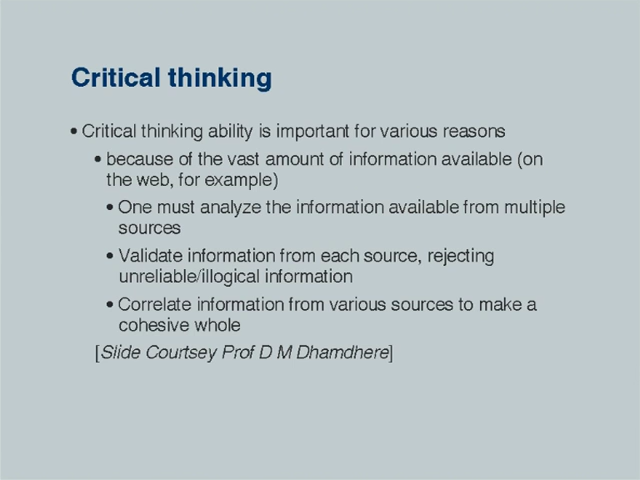 Critical thinking
• Critical thinking ability is important for various reasons
• because of the vast amount of information available (on
the web, for example)
• One must analyze the information available from multiple
sources
• Validate information from each source, rejecting
unreliable/illogical information
• Correlate information from various sources to make a
cohesive whole
[Slide Courtsey Prof D M Dhamdhere]